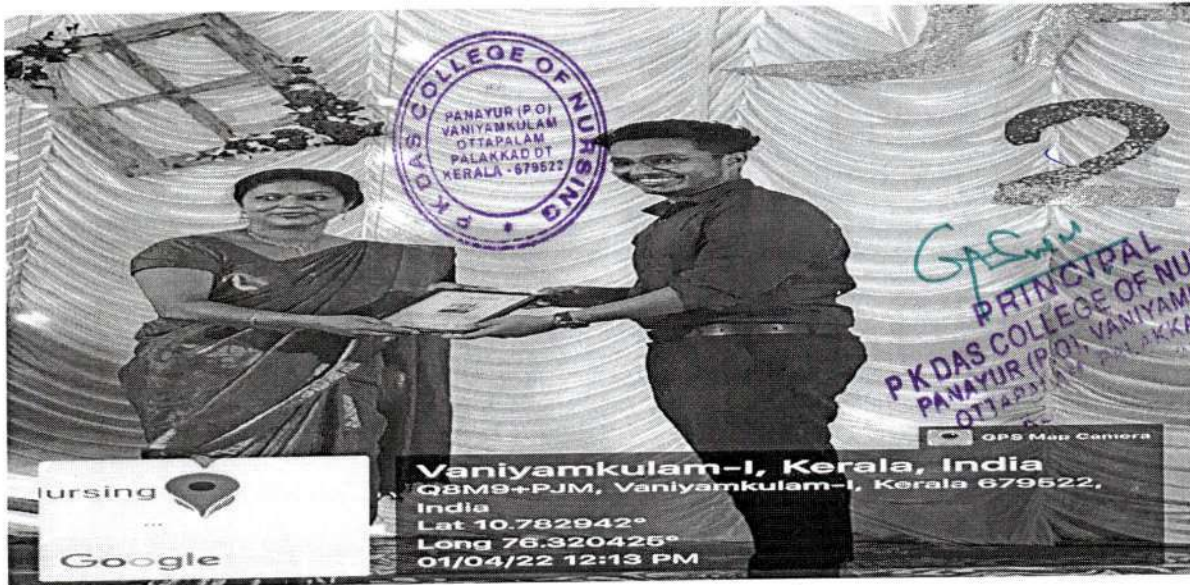 P K DAS COLLEGE OF NURSING
PANAYUR (P.O)
VANIYAMKULAM
OTTAPALAM
PALAKKAD DT
KERALA - 679522
2
PRINCIPAL
P K DAS COLLEGE OF NU
PANAYUR (P.O), VANIYAM
GPS Map Camera
Vaniyamkulam-I, Kerala, India
Q8M9+PJM, Vaniyamkulam-I, Kerala 679522,
India
Lat 10.782942°
Long 76.320425°
01/04/22 12:13 PM
ursing
...
Google